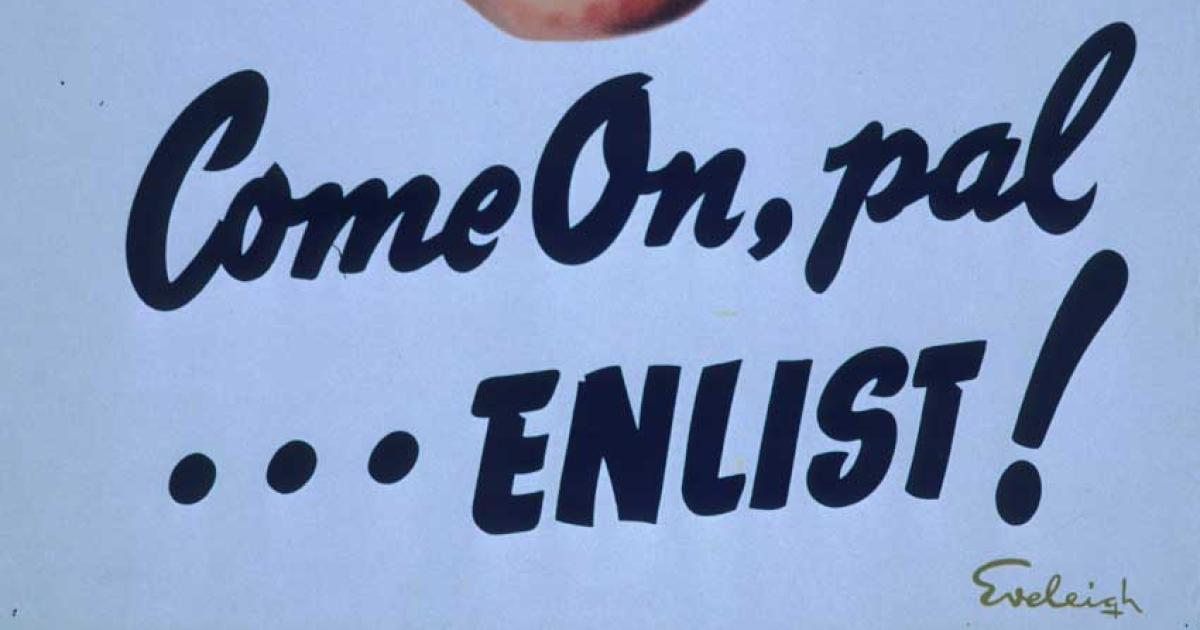 Come On, pal
... ENLIST!
Eveleigh